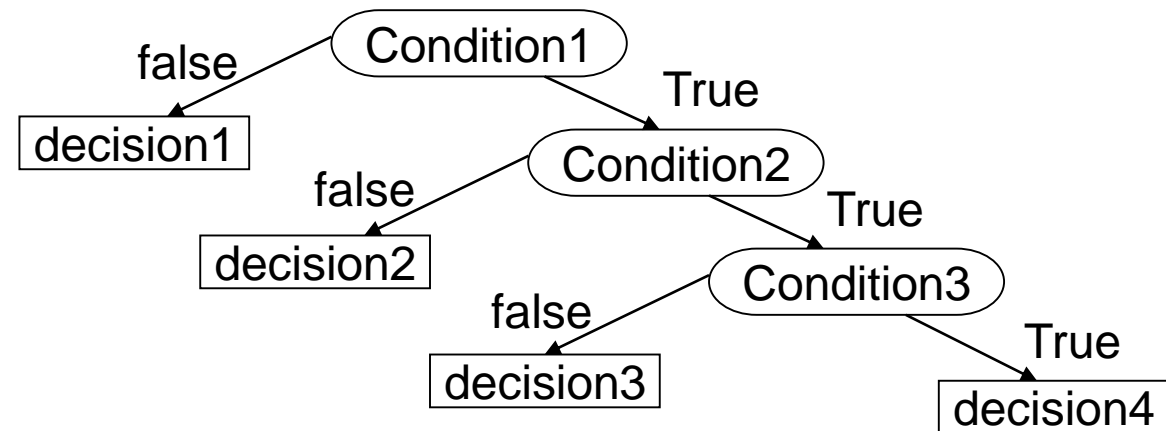 Condition1
false
True
decision1
Condition2
false
True
decision2
Condition3
false
True
decision3
decision4